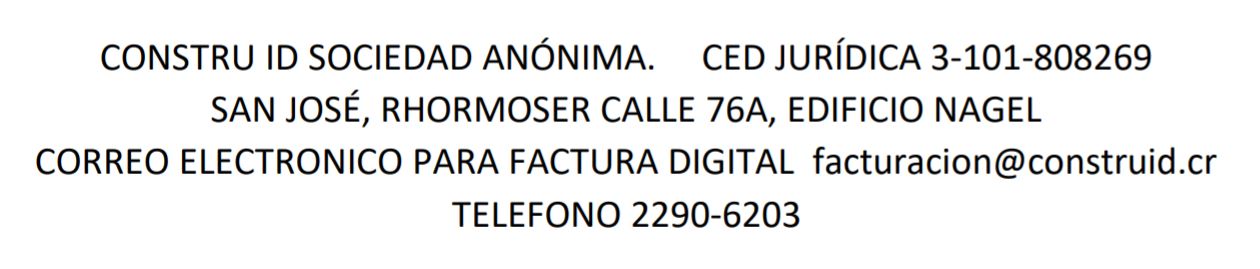 CONSTRU ID SOCIEDAD ANÓNIMA. CED JURÍDICA 3-101-808269
SAN JOSÉ, RHORMOSER CALLE 76A, EDIFICIO NAGEL
CORREO ELECTRONICO PARA FACTURA DIGITAL facturacion@construid.cr
TELEFONO 2290-6203